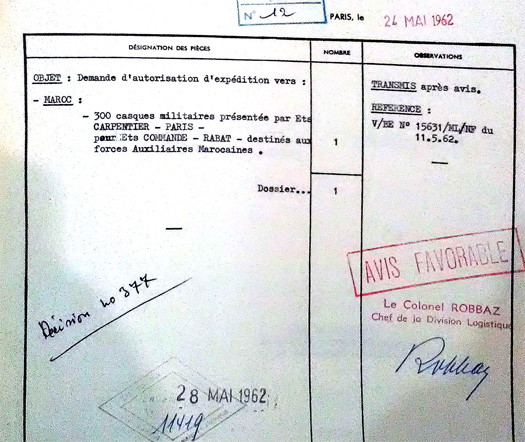 N° 12
PARIS, le 24 MAI 1962
DÉSIGNATION DES PIÈCES
NOMBRE
OBSERVATIONS
OBJET : Demande d'autorisation d'expédition vers :
- MAROC :
- 300 casques militaires présentée par Ets
CARPENTIER - PARIS -
pour Ets COMMANDE - RABAT - destinés aux
forces Auxiliaires Marocaines .
1
Dossier...
1
TRANSMIS après avis.
REFERENCE :
V/BE N° 15631/ML/NF du
11.5.62.
AVIS FAVORABLE
Le Colonel ROBBAZ
Chef de la Division Logistique
Robbaz
Décision no 377
28 MAI 1962
11419